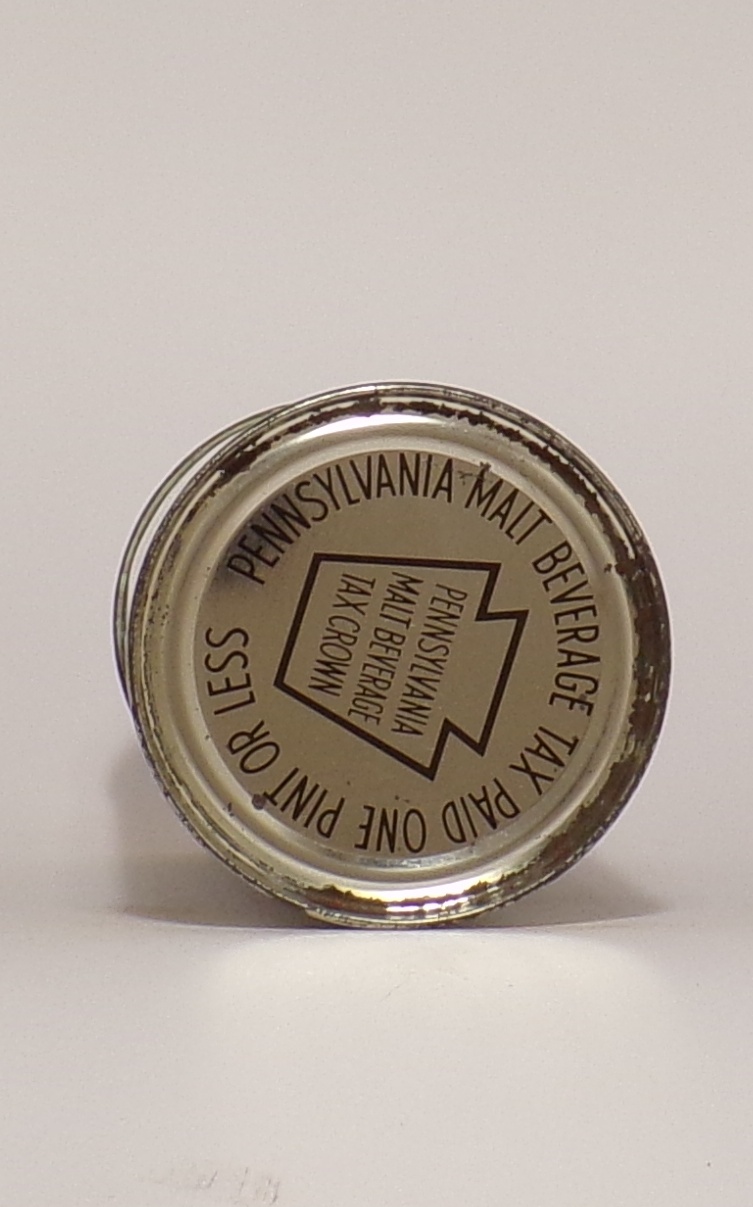 PENNSYLVANIA MALT BEVERAGE TAX PAID ONE PINT OR LESS
PENNSYLVANIA
MALT BEVERAGE
TAX CROWN